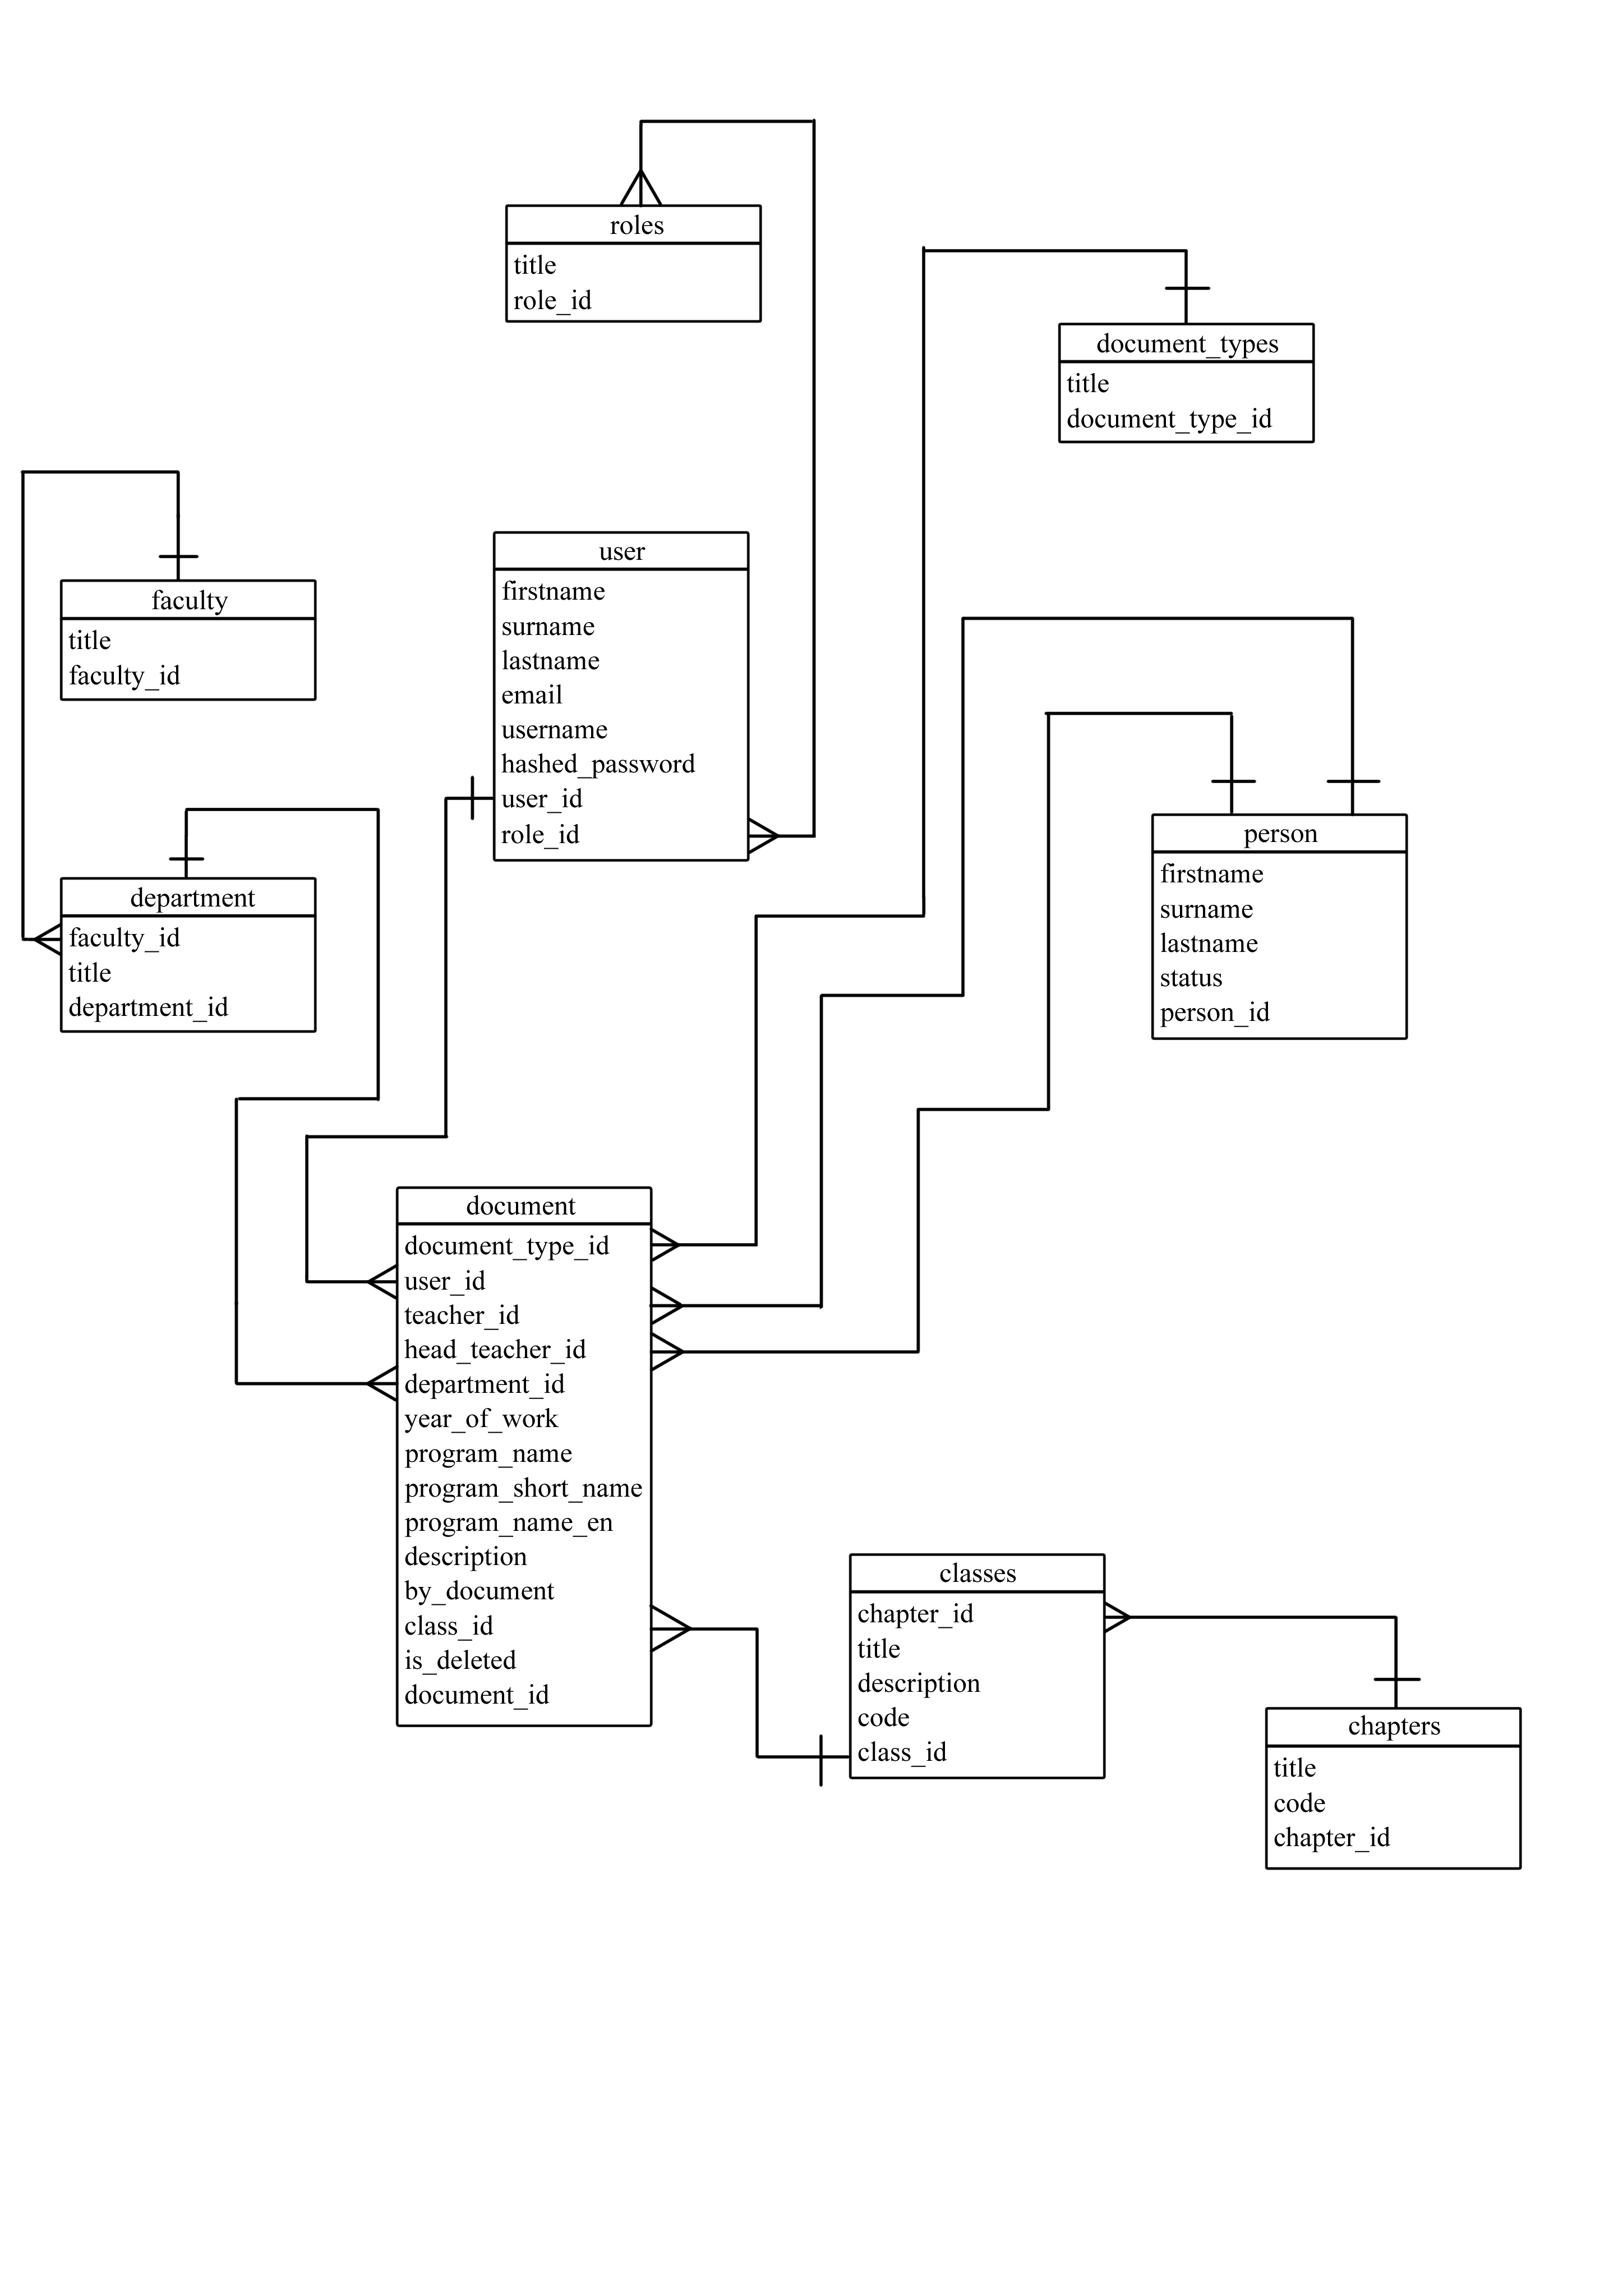 roles
title
role_id
document_types
title
document_type_id
faculty
title
faculty_id
user
firstname
surname
lastname
email
username
hashed_password
user_id
role_id
person
firstname
surname
lastname
status
person_id
department
faculty_id
title
department_id
document
document_type_id
user_id
teacher_id
head_teacher_id
department_id
year_of_work
program_name
program_short_name
program_name_en
description
by_document
class_id
is_deleted
document_id
classes
chapter_id
title
description
code
class_id
chapters
title
code
chapter_id